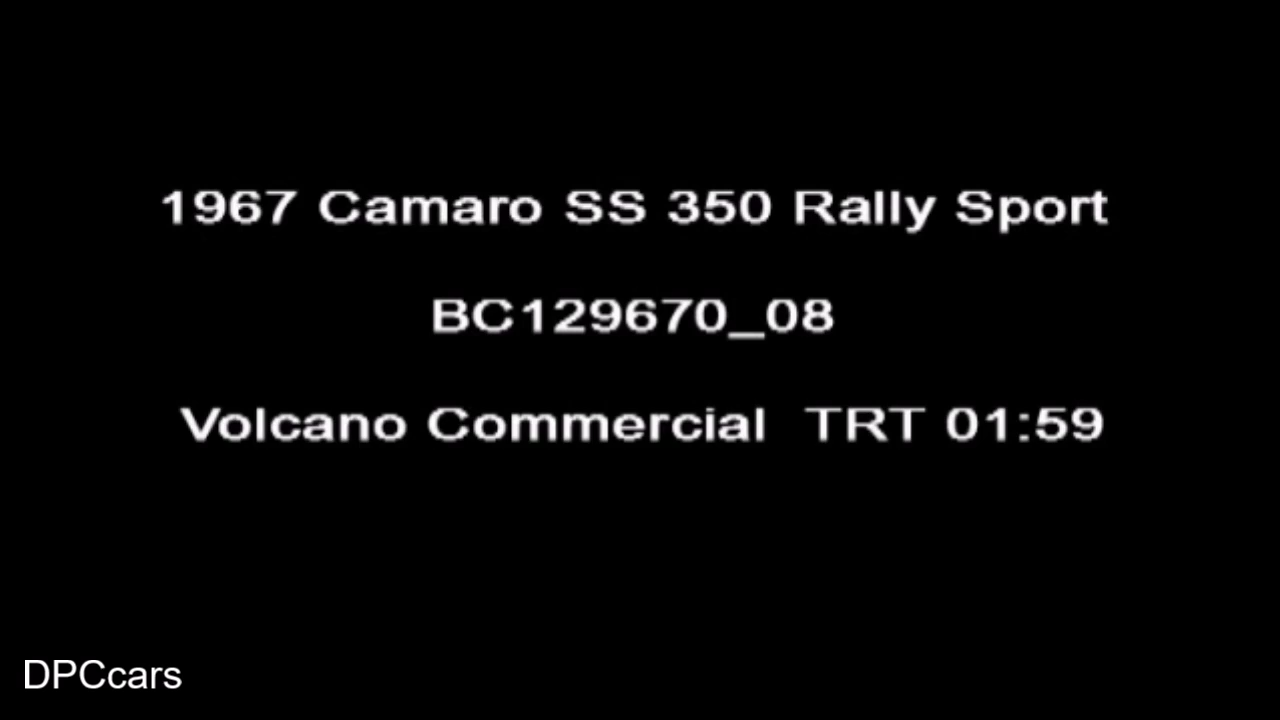 1967 Camaro SS 350 Rally Sport
BC129670_08
Volcano Commercial  TRT 01:59
DPCcars